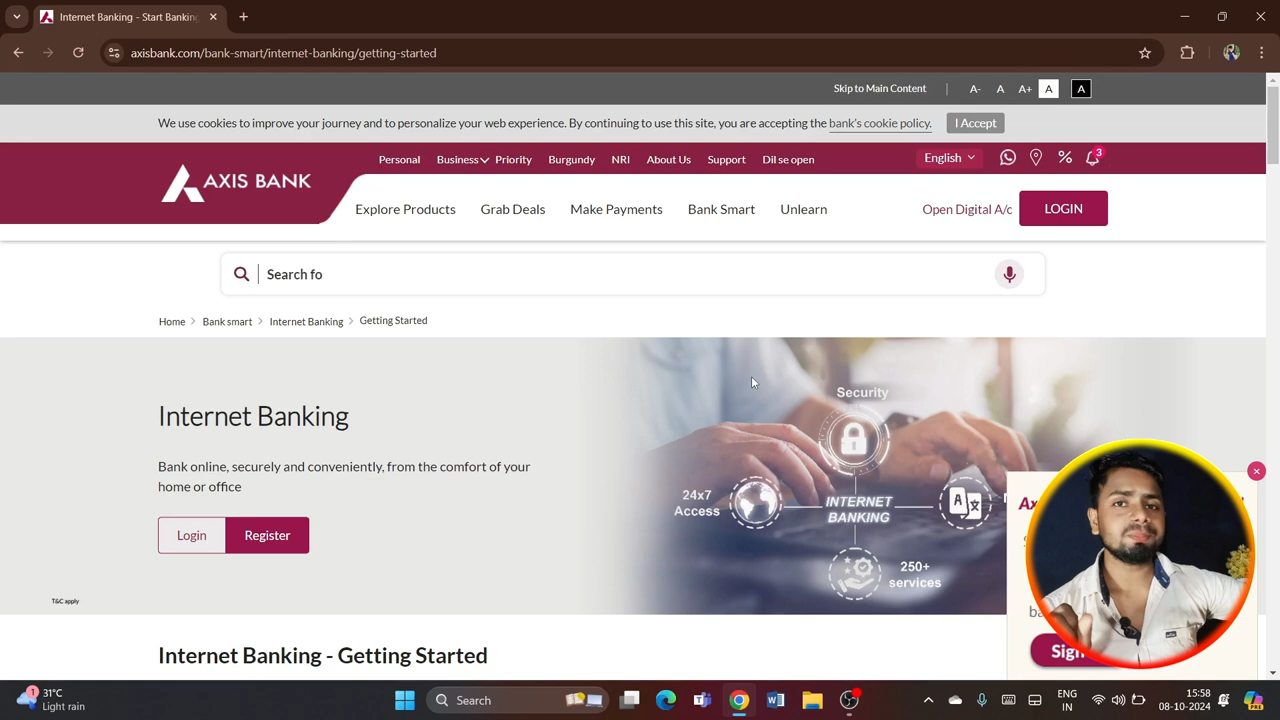 Internet Banking - Start Banking
axisbank.com/bank-smart/internet-banking/getting-started
Skip to Main Content | A- A A+ A A
We use cookies to improve your journey and to personalize your web experience. By continuing to use this site, you are accepting the bank's cookie policy. I Accept
Personal Business Priority Burgundy NRI About Us Support Dil se open English 3
AXIS BANK
Explore Products Grab Deals Make Payments Bank Smart Unlearn Open Digital A/c LOGIN
Search fo
Home Bank smart Internet Banking Getting Started
Internet Banking
Bank online, securely and conveniently, from the comfort of your
home or office
Login Register
T&C apply
Security
24x7
Access
INTERNET
BANKING
250+
services
Internet Banking - Getting Started
1
31°C
Light rain
Search
PRE
ENG
IN
15:58
08-10-2024